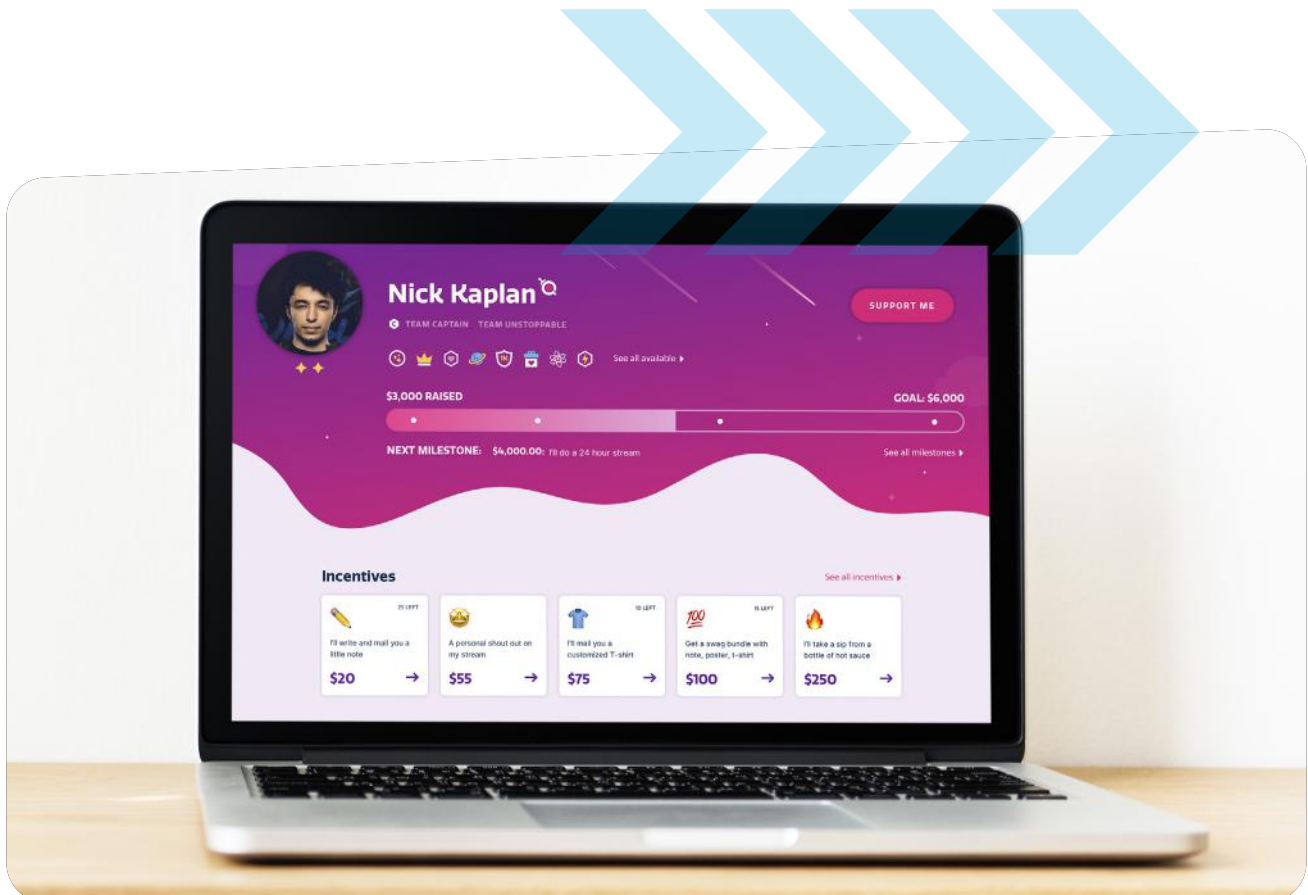 Nick Kaplan
SUPPORT ME
C TEAM CAPTAIN TEAM UNSTOPPABLE
1K
See all available
$3,000 RAISED
GOAL: $6,000
NEXT MILESTONE: $4,000.00: I'll do a 24 hour stream
See all milestones
Incentives
See all incentives
25 LEFT
I'll write and mail you a
little note
$20
A personal shout out on
my stream
$55
10 LEFT
I'll mail you a
customized T-shirt
$75
100
15 LEFT
Get a swag bundle with
note, poster, t-shirt
$100
I'll take a sip from a
bottle of hot sauce
$250